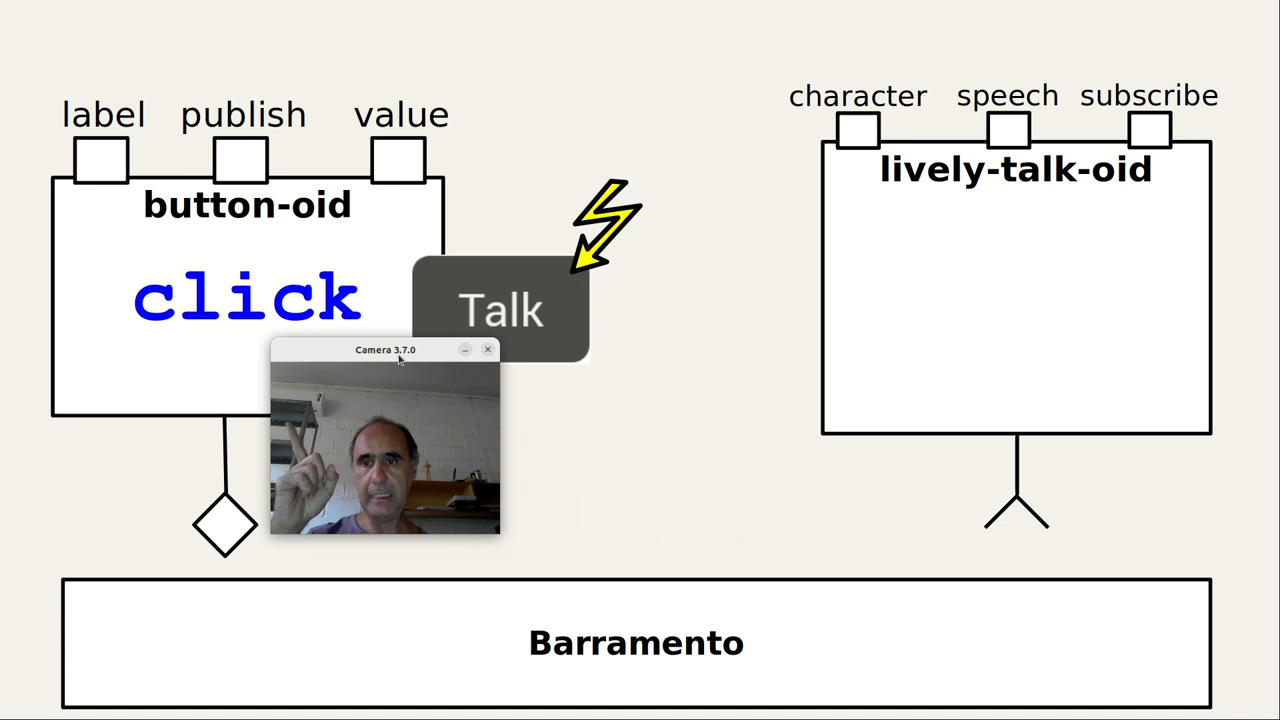 label publish value
character speech subscribe
button-oid
lively-talk-oid
click
Talk
Camera 3.7.0
Barramento